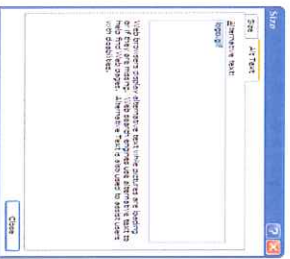 Size
Size
Alt Text
Alternative text:
logo.gif
Web browsers display alternative text while pictures are loading
or if they are missing. Web search engines use alternative text to
help find Web pages. Alternative Text is also used to assist users
with disabilities.
Close